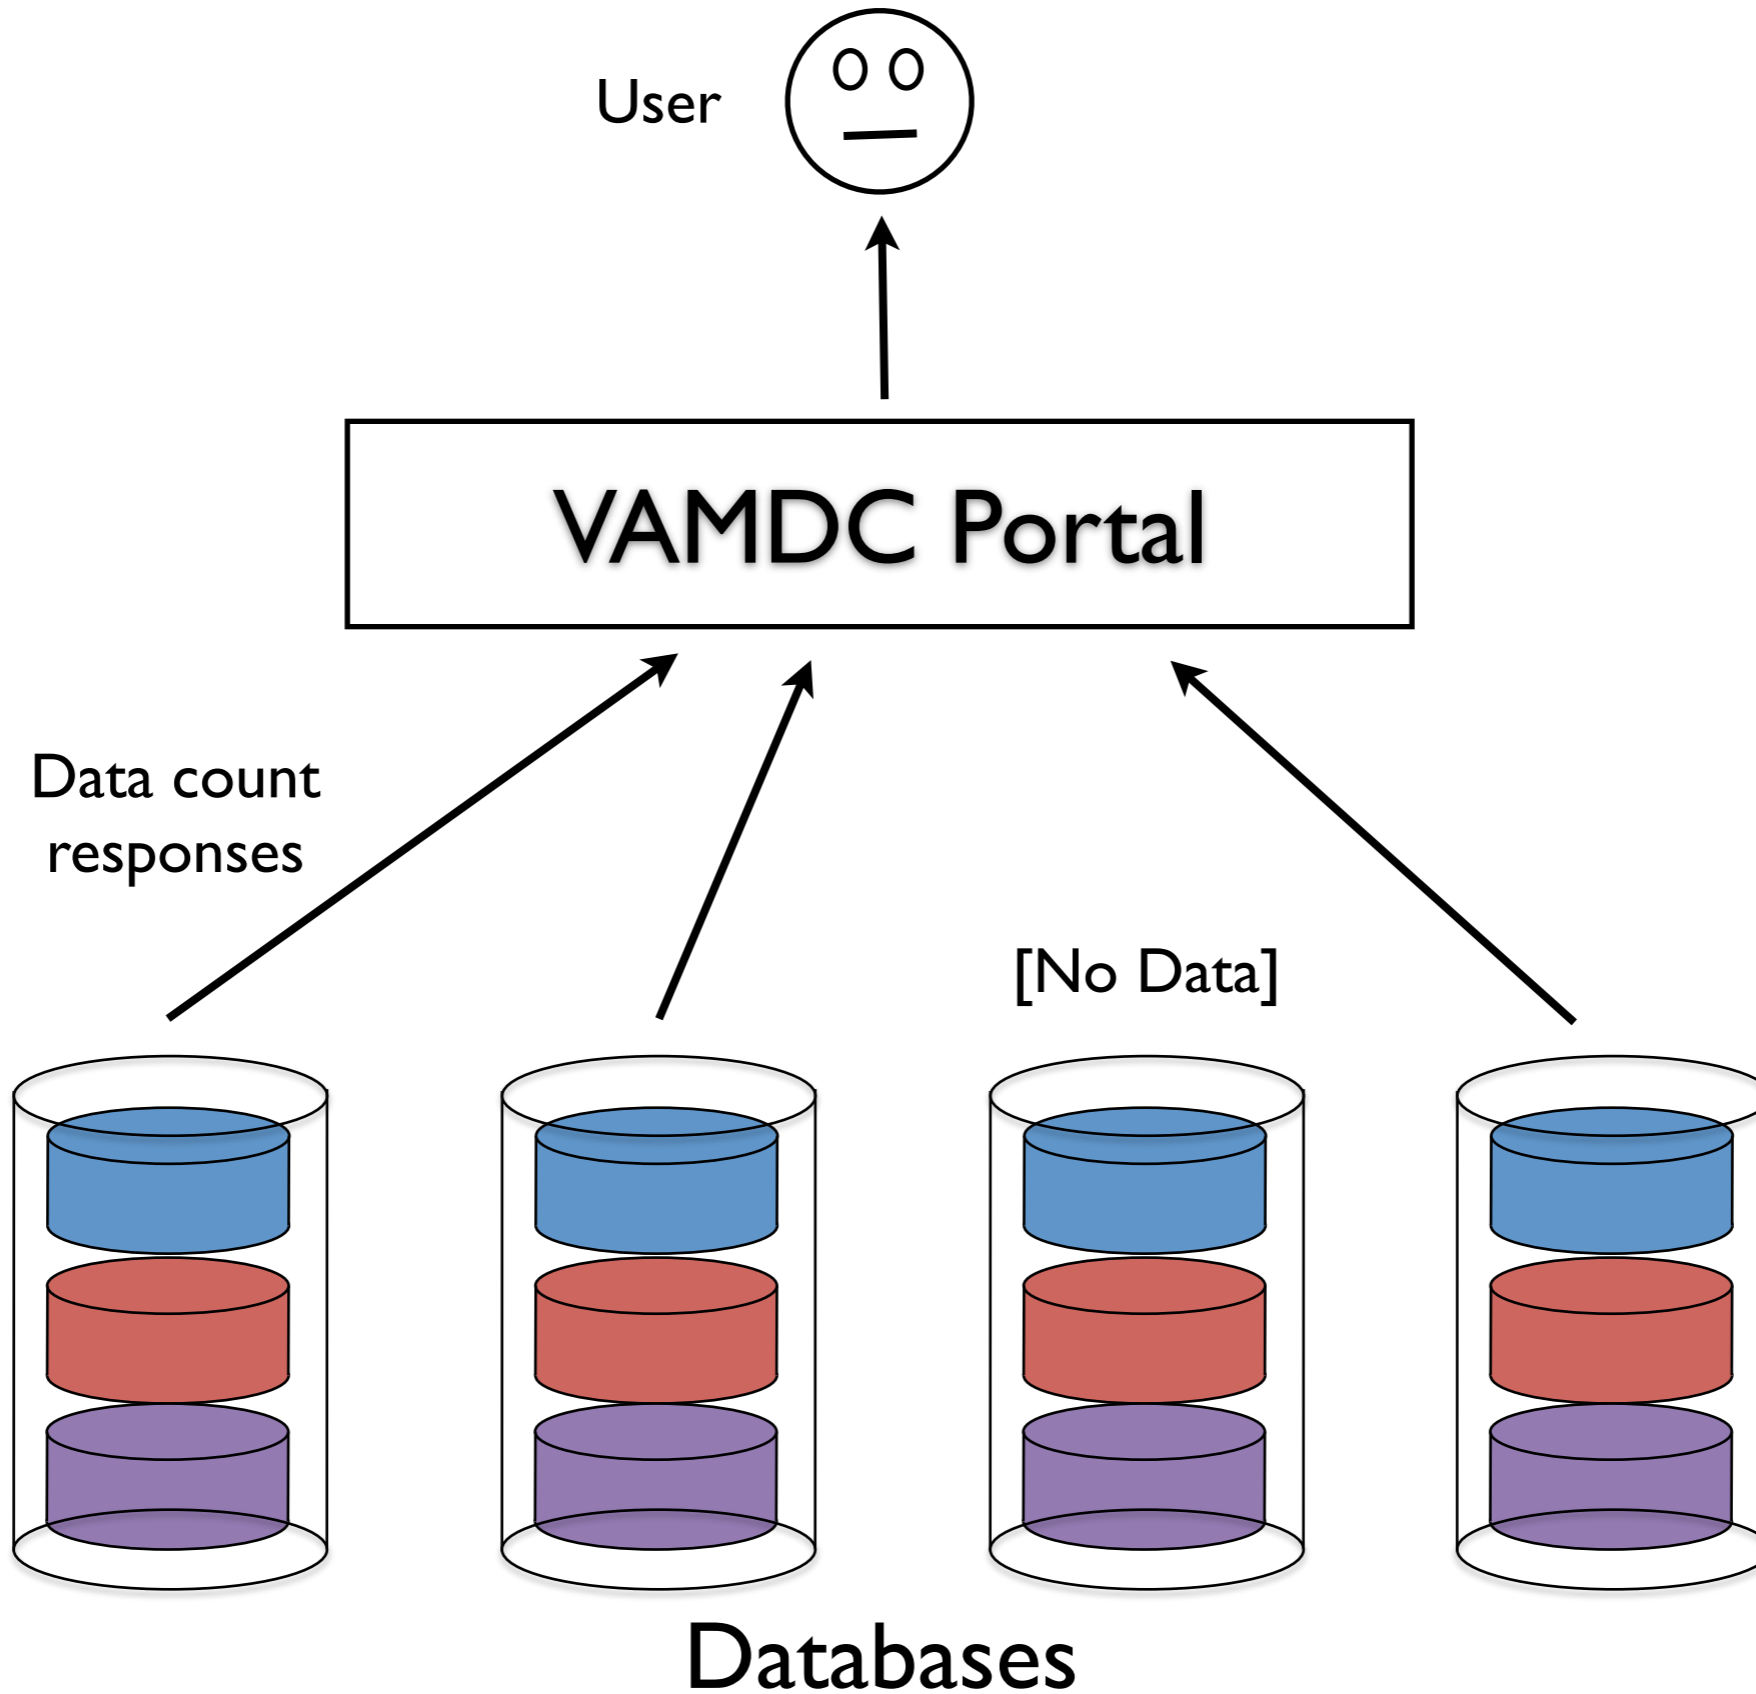 User
VAMDC Portal
Data count
responses
[No Data]
Databases